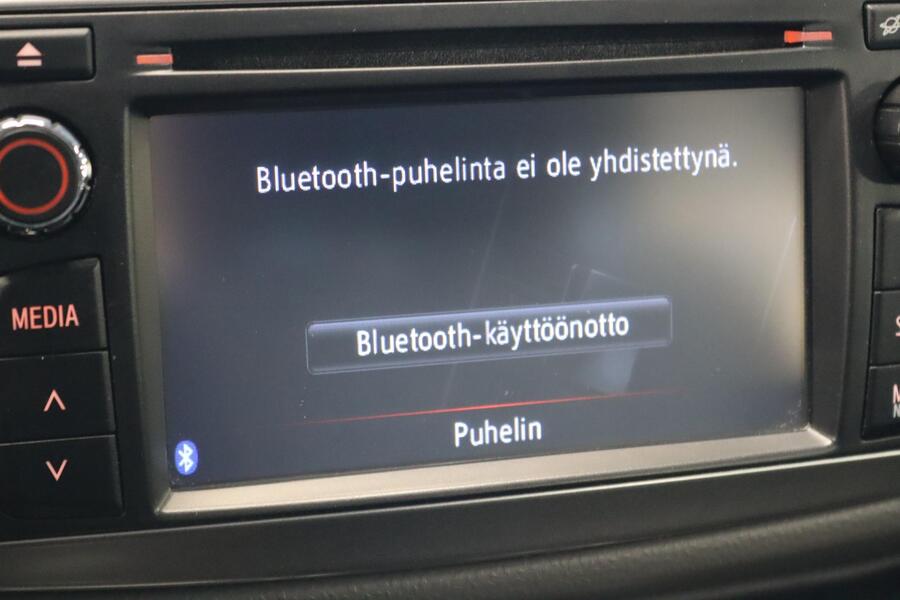 Bluetooth-puhelinta ei ole yhdistettynä.
MEDIA
Bluetooth-käyttöönotto
Puhelin